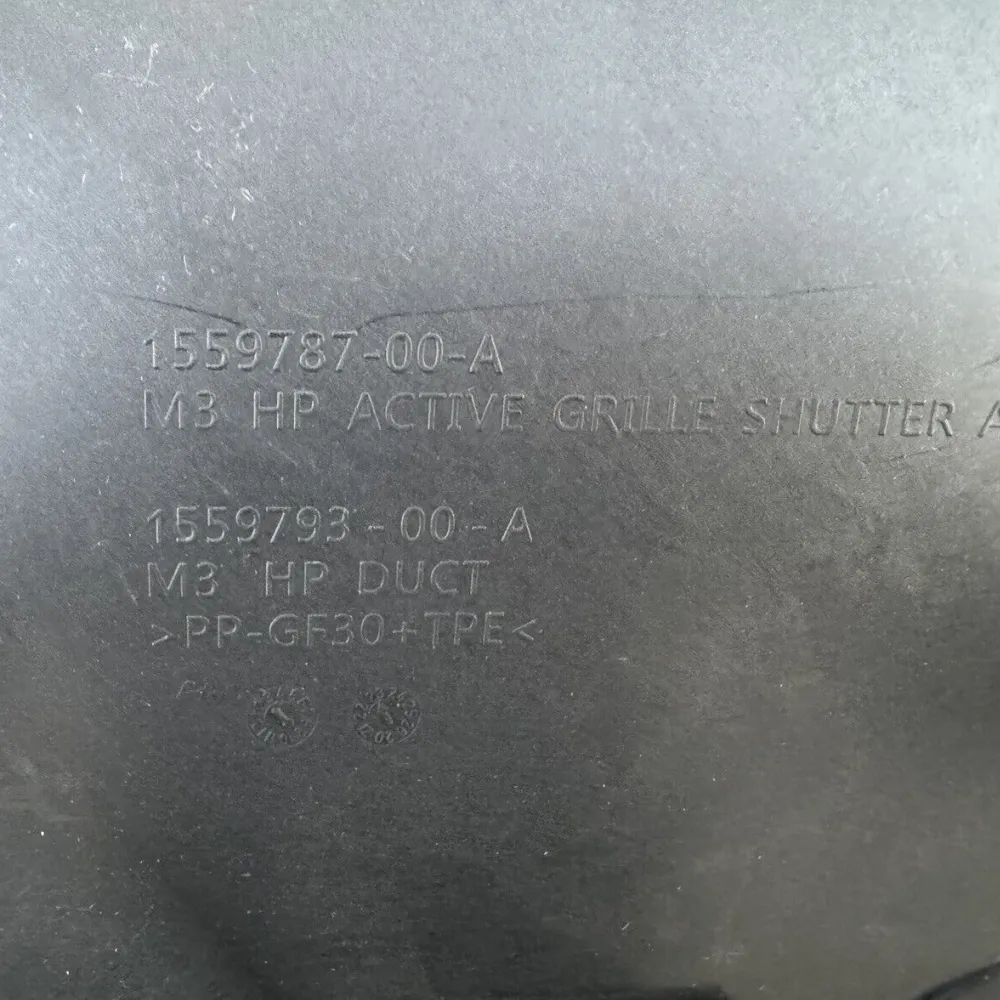 1559787-00-A
M3 HP ACTIVE GRILLE SHUTTER A
1559793-00-A
M3 HP DUCT
>PP-GF30+TPE<